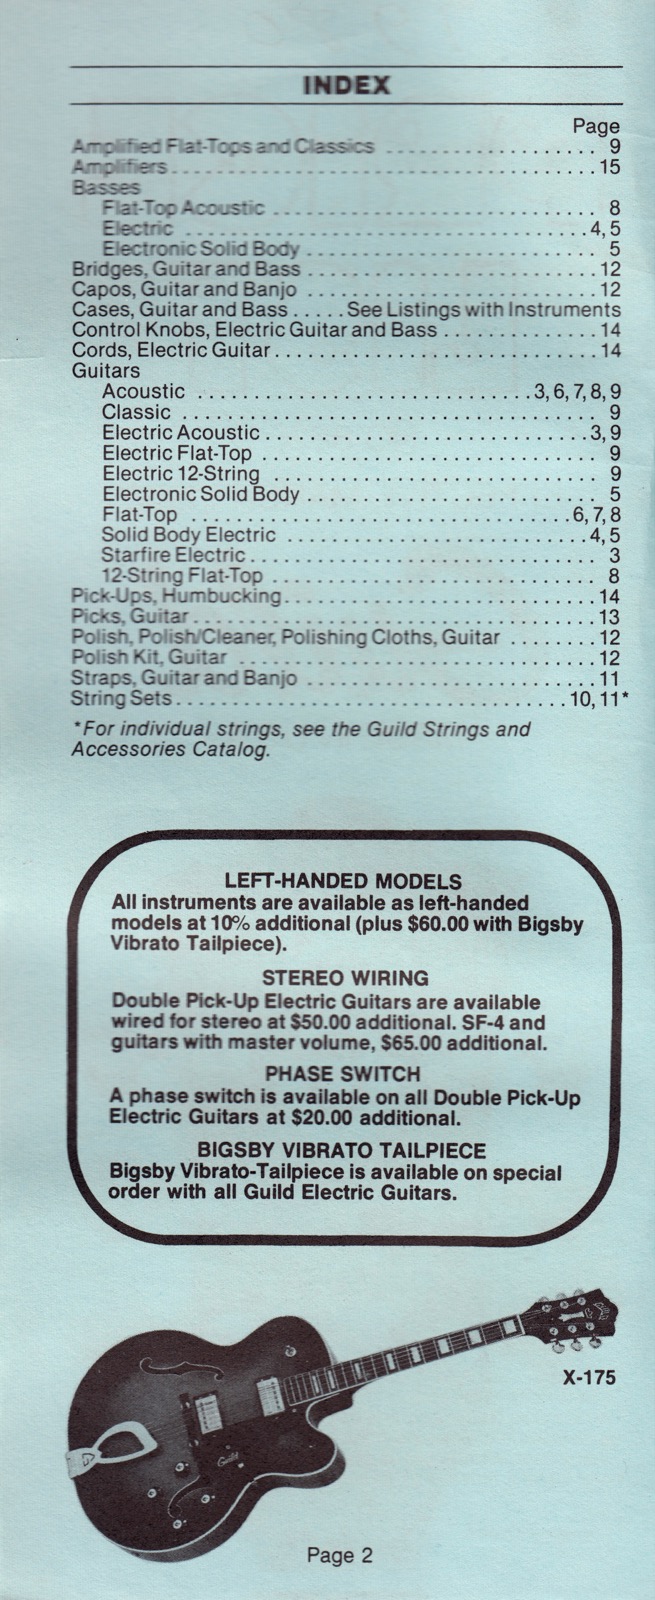 INDEX
Page
Amplified Flat-Tops and Classics .................... 9
Amplifiers ........................................ 15
Basses
Flat-Top Acoustic ............................... 8
Electric ...................................... 4, 5
Electronic Solid Body ........................... 5
Bridges, Guitar and Bass ........................... 12
Capos, Guitar and Banjo ........................... 12
Cases, Guitar and Bass ..... See Listings with Instruments
Control Knobs, Electric Guitar and Bass .............. 14
Cords, Electric Guitar .............................. 14
Guitars
Acoustic ............................... 3, 6, 7, 8, 9
Classic ........................................ 9
Electric Acoustic .............................. 3, 9
Electric Flat-Top ................................ 9
Electric 12-String ............................... 9
Electronic Solid Body ........................... 5
Flat-Top .................................... 6, 7, 8
Solid Body Electric ............................ 4, 5
Starfire Electric ................................. 3
12-String Flat-Top ............................... 8
Pick-Ups, Humbucking ............................. 14
Picks, Guitar ...................................... 13
Polish, Polish/Cleaner, Polishing Cloths, Guitar ........ 12
Polish Kit, Guitar .................................. 12
Straps, Guitar and Banjo ........................... 11
String Sets ..................................... 10, 11*
*For individual strings, see the Guild Strings and
Accessories Catalog.
LEFT-HANDED MODELS
All instruments are available as left-handed
models at 10% additional (plus $60.00 with Bigsby
Vibrato Tailpiece).
STEREO WIRING
Double Pick-Up Electric Guitars are available
wired for stereo at $50.00 additional. SF-4 and
guitars with master volume, $65.00 additional.
PHASE SWITCH
A phase switch is available on all Double Pick-Up
Electric Guitars at $20.00 additional.
BIGSBY VIBRATO TAILPIECE
Bigsby Vibrato-Tailpiece is available on special
order with all Guild Electric Guitars.
X-175
Guild
Page 2